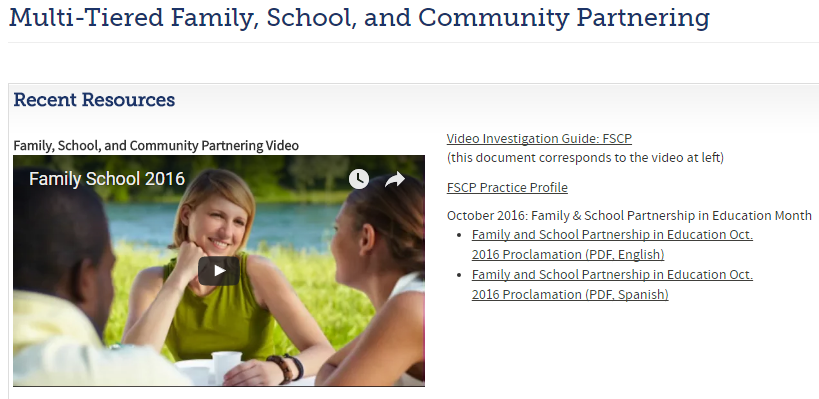 Multi-Tiered Family, School, and Community Partnering
Recent Resources
Family, School, and Community Partnering Video
Family School 2016
Video Investigation Guide: FSCP
(this document corresponds to the video at left)
FSCP Practice Profile
October 2016: Family & School Partnership in Education Month
• Family and School Partnership in Education Oct.
2016 Proclamation (PDF, English)
• Family and School Partnership in Education Oct.
2016 Proclamation (PDF, Spanish)